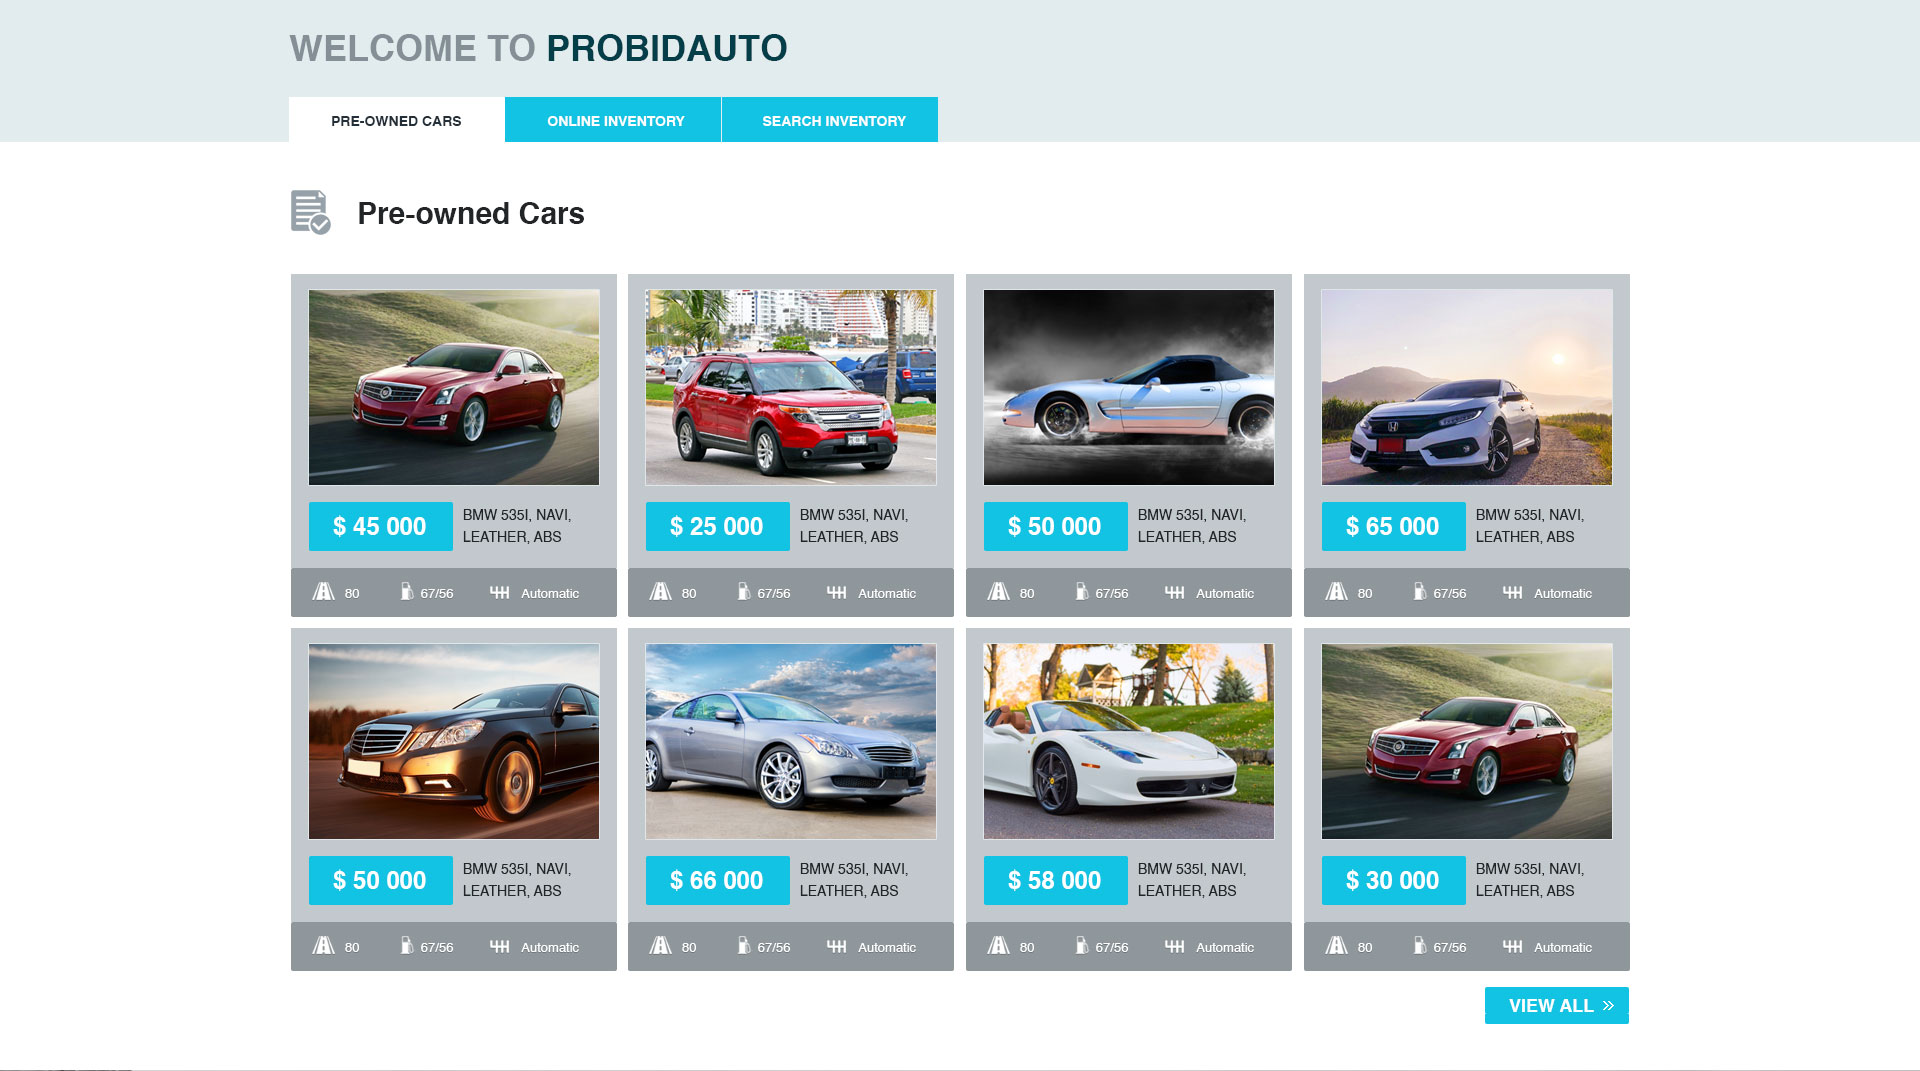 WELCOME TO PROBIDAUTO
PRE-OWNED CARS
ONLINE INVENTORY
SEARCH INVENTORY
Pre-owned Cars
$ 45 000
BMW 535I, NAVI,
LEATHER, ABS
80
67/56
Automatic
$ 25 000
BMW 535I, NAVI,
LEATHER, ABS
80
67/56
Automatic
$ 50 000
BMW 535I, NAVI,
LEATHER, ABS
80
67/56
Automatic
$ 65 000
BMW 535I, NAVI,
LEATHER, ABS
80
67/56
Automatic
$ 50 000
BMW 535I, NAVI,
LEATHER, ABS
80
67/56
Automatic
$ 66 000
BMW 535I, NAVI,
LEATHER, ABS
80
67/56
Automatic
$ 58 000
BMW 535I, NAVI,
LEATHER, ABS
80
67/56
Automatic
$ 30 000
BMW 535I, NAVI,
LEATHER, ABS
80
67/56
Automatic
VIEW ALL »